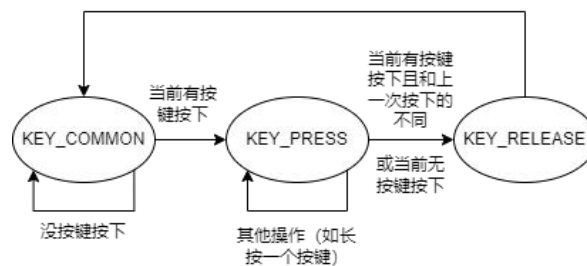 当前有按键
按下且和上
一次按下的
不同
当前有按
键按下
KEY_COMMON
KEY_PRESS
KEY_RELEASE
或当前无
按键按下
没按键按下
其他操作（如长
按一个按键）